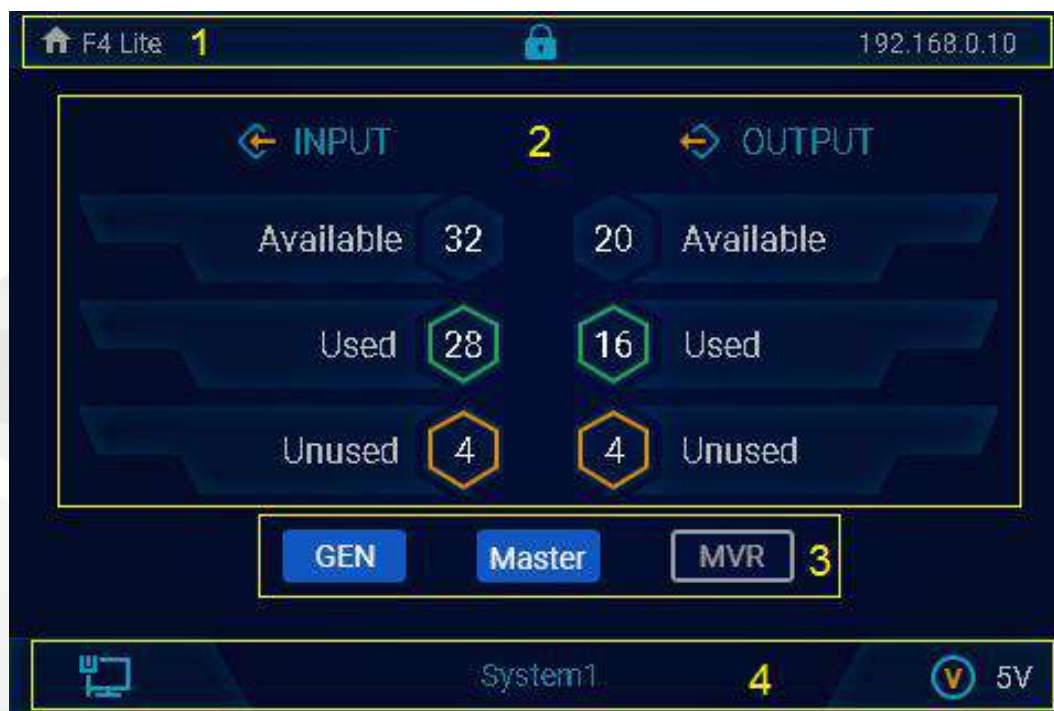 F4 Lite 1 192.168.0.10
INPUT 2 OUTPUT
Available 32 20 Available
Used 28 16 Used
Unused 4 4 Unused
GEN Master MVR 3
System1 4 V 5V